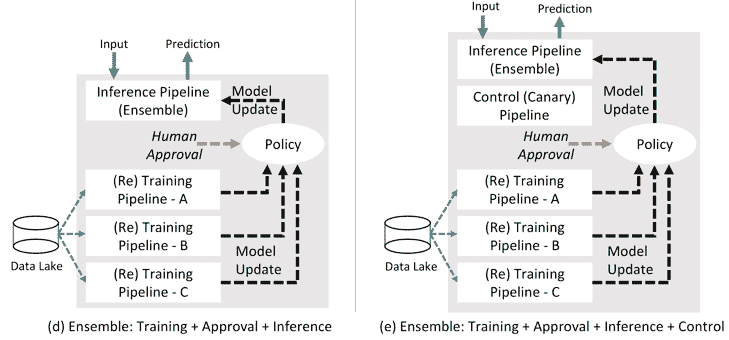 Input
Prediction
Inference Pipeline
(Ensemble)
Model
Update
Human
Approval
Policy
(Re) Training
Pipeline - A
(Re) Training
Pipeline - B
(Re) Training
Pipeline - C
Model
Update
Data Lake
(d) Ensemble: Training + Approval + Inference
Input
Prediction
Inference Pipeline
(Ensemble)
Control (Canary)
Pipeline
Model
Update
Human
Approval
Policy
(Re) Training
Pipeline - A
(Re) Training
Pipeline - B
(Re) Training
Pipeline - C
Model
Update
Data Lake
(e) Ensemble: Training + Approval + Inference + Control